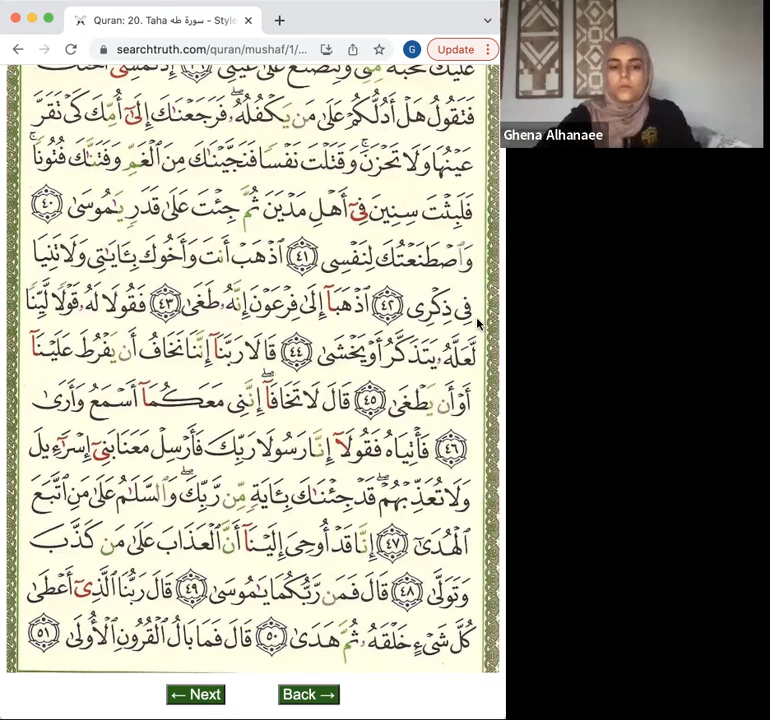 Quran: 20. Taha سورة طه - Style
searchtruth.com/quran/mushaf/1/...
G
Update
Ghena Alhanaee
فَتَقُولُ هَلْ أَدُلُّكُمْ عَلَىٰ مَن يَكْفُلُهُۥ ۖ فَرَجَعْنَـٰكَ إِلَىٰٓ أُمِّكَ كَىْ تَقَرَّ
عَيْنُهَا وَلَا تَحْزَنَ ۚ وَقَتَلْتَ نَفْسًا فَنَجَّيْنَـٰكَ مِنَ ٱلْغَمِّ وَفَتَنَّـٰكَ فُتُونًا ۚ
فَلَبِثْتَ سِنِينَ فِىٓ أَهْلِ مَدْيَنَ ثُمَّ جِئْتَ عَلَىٰ قَدَرٍ يَـٰمُوسَىٰ ٤٠
وَٱصْطَنَعْتُكَ لِنَفْسِى ٤١ ٱذْهَبْ أَنتَ وَأَخُوكَ بِـَٔايَـٰتِى وَلَا تَنِيَا
فِى ذِكْرِى ٤٢ ٱذْهَبَآ إِلَىٰ فِرْعَوْنَ إِنَّهُۥ طَغَىٰ ٤٣ فَقُولَا لَهُۥ قَوْلًا لَّيِّنًا
لَّعَلَّهُۥ يَتَذَكَّرُ أَوْ يَخْشَىٰ ٤٤ قَالَا رَبَّنَآ إِنَّنَا نَخَافُ أَن يَفْرُطَ عَلَيْنَآ
أَوْ أَن يَطْغَىٰ ٤٥ قَالَ لَا تَخَافَآ ۖ إِنَّنِى مَعَكُمَآ أَسْمَعُ وَأَرَىٰ
٤٦ فَأْتِيَاهُ فَقُولَآ إِنَّا رَسُولَا رَبِّكَ فَأَرْسِلْ مَعَنَا بَنِىٓ إِسْرَٰٓءِيلَ
وَلَا تُعَذِّبْهُمْ ۖ قَدْ جِئْنَـٰكَ بِـَٔايَةٍ مِّن رَّبِّكَ ۖ وَٱلسَّلَـٰمُ عَلَىٰ مَنِ ٱتَّبَعَ
ٱلْهُدَىٰٓ ٤٧ إِنَّا قَدْ أُوحِىَ إِلَيْنَآ أَنَّ ٱلْعَذَابَ عَلَىٰ مَن كَذَّبَ
وَتَوَلَّىٰ ٤٨ قَالَ فَمَن رَّبُّكُمَا يَـٰمُوسَىٰ ٤٩ قَالَ رَبُّنَا ٱلَّذِىٓ أَعْطَىٰ
كُلَّ شَىْءٍ خَلْقَهُۥ ثُمَّ هَدَىٰ ٥٠ قَالَ فَمَا بَالُ ٱلْقُرُونِ ٱلْأُولَىٰ ٥١
← Next
Back →